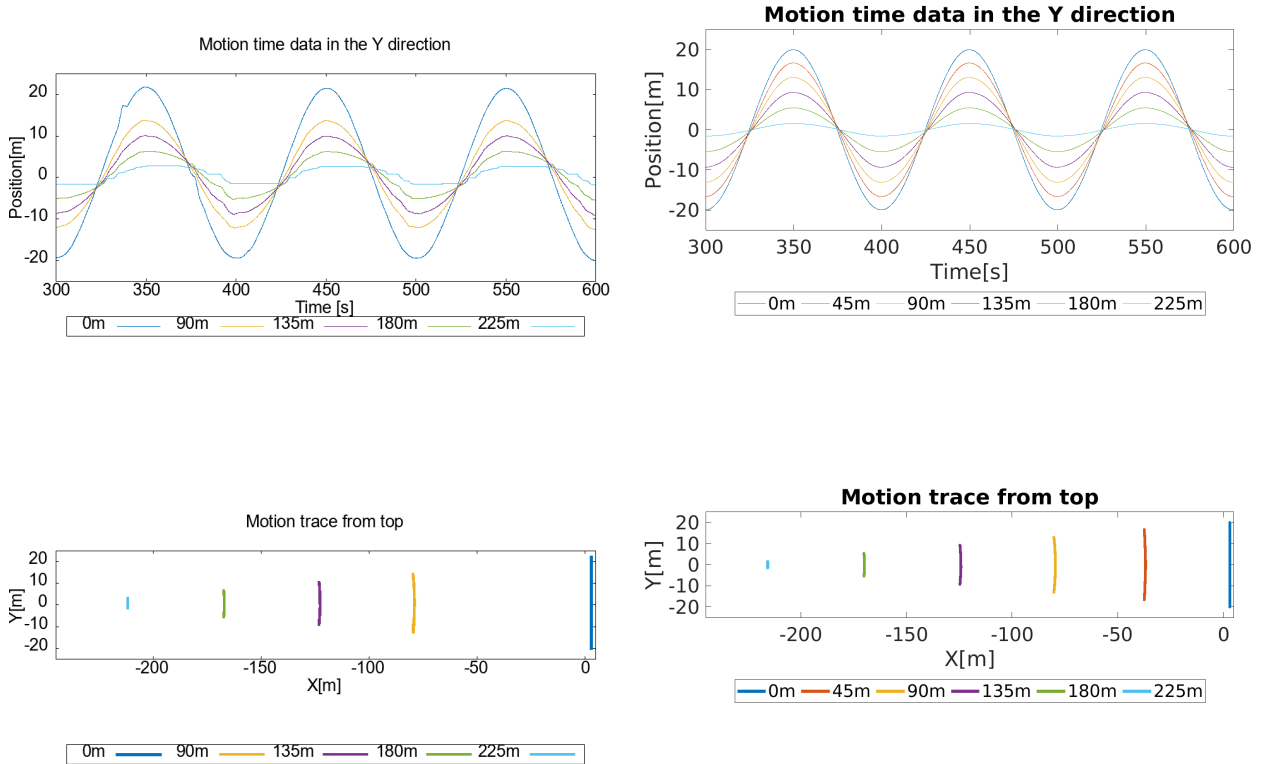 Motion time data in the Y direction
20
10
0
-10
-20
Position[m]
300 350 400 450 500 550 600
Time [s]
0m 90m 135m 180m 225m
Motion time data in the Y direction
20
10
0
-10
-20
Position[m]
300 350 400 450 500 550 600
Time[s]
0m 45m 90m 135m 180m 225m
Motion trace from top
20
10
0
-10
-20
Y[m]
-200 -150 -100 -50 0
X[m]
0m 90m 135m 180m 225m
Motion trace from top
20
10
0
-10
-20
Y[m]
-200 -150 -100 -50 0
X[m]
0m 45m 90m 135m 180m 225m